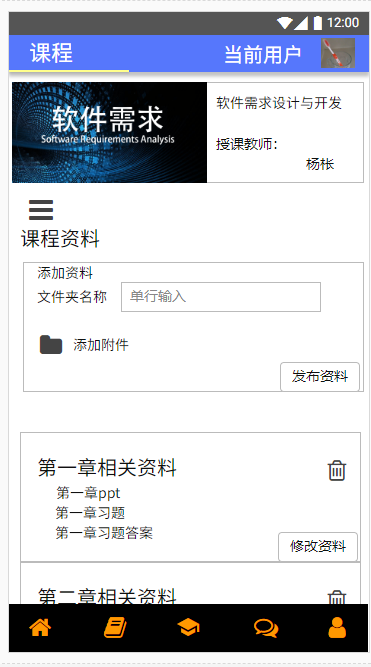 12:00
课程
当前用户
软件需求
Software Requirements Analysis
软件需求设计与开发
授课教师：
杨枨
课程资料
添加资料
文件夹名称
单行输入
添加附件
发布资料
第一章相关资料
第一章ppt
第一章习题
第一章习题答案
修改资料
第二章相关资料